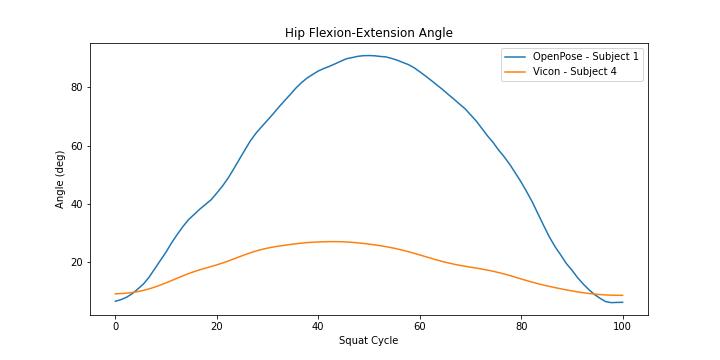 Hip Flexion-Extension Angle
OpenPose - Subject 1
Vicon - Subject 4
80
60
40
20
Angle (deg)
0
20
40
60
80
100
Squat Cycle